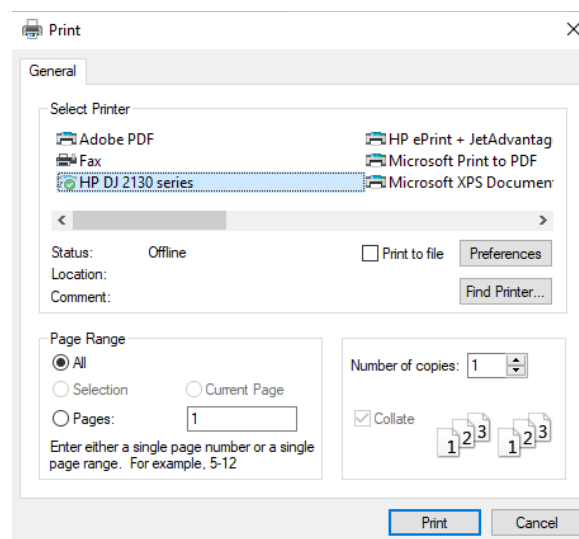 Print
General
Select Printer
Adobe PDF
HP ePrint + JetAdvantag
Fax
Microsoft Print to PDF
HP DJ 2130 series
Microsoft XPS Documen
Status: Offline
Print to file
Preferences
Location:
Comment:
Find Printer...
Page Range
All
Selection
Current Page
Pages: 1
Enter either a single page number or a single
page range. For example, 5-12
Number of copies: 1
Collate
1 2 3 1 2 3
Print
Cancel